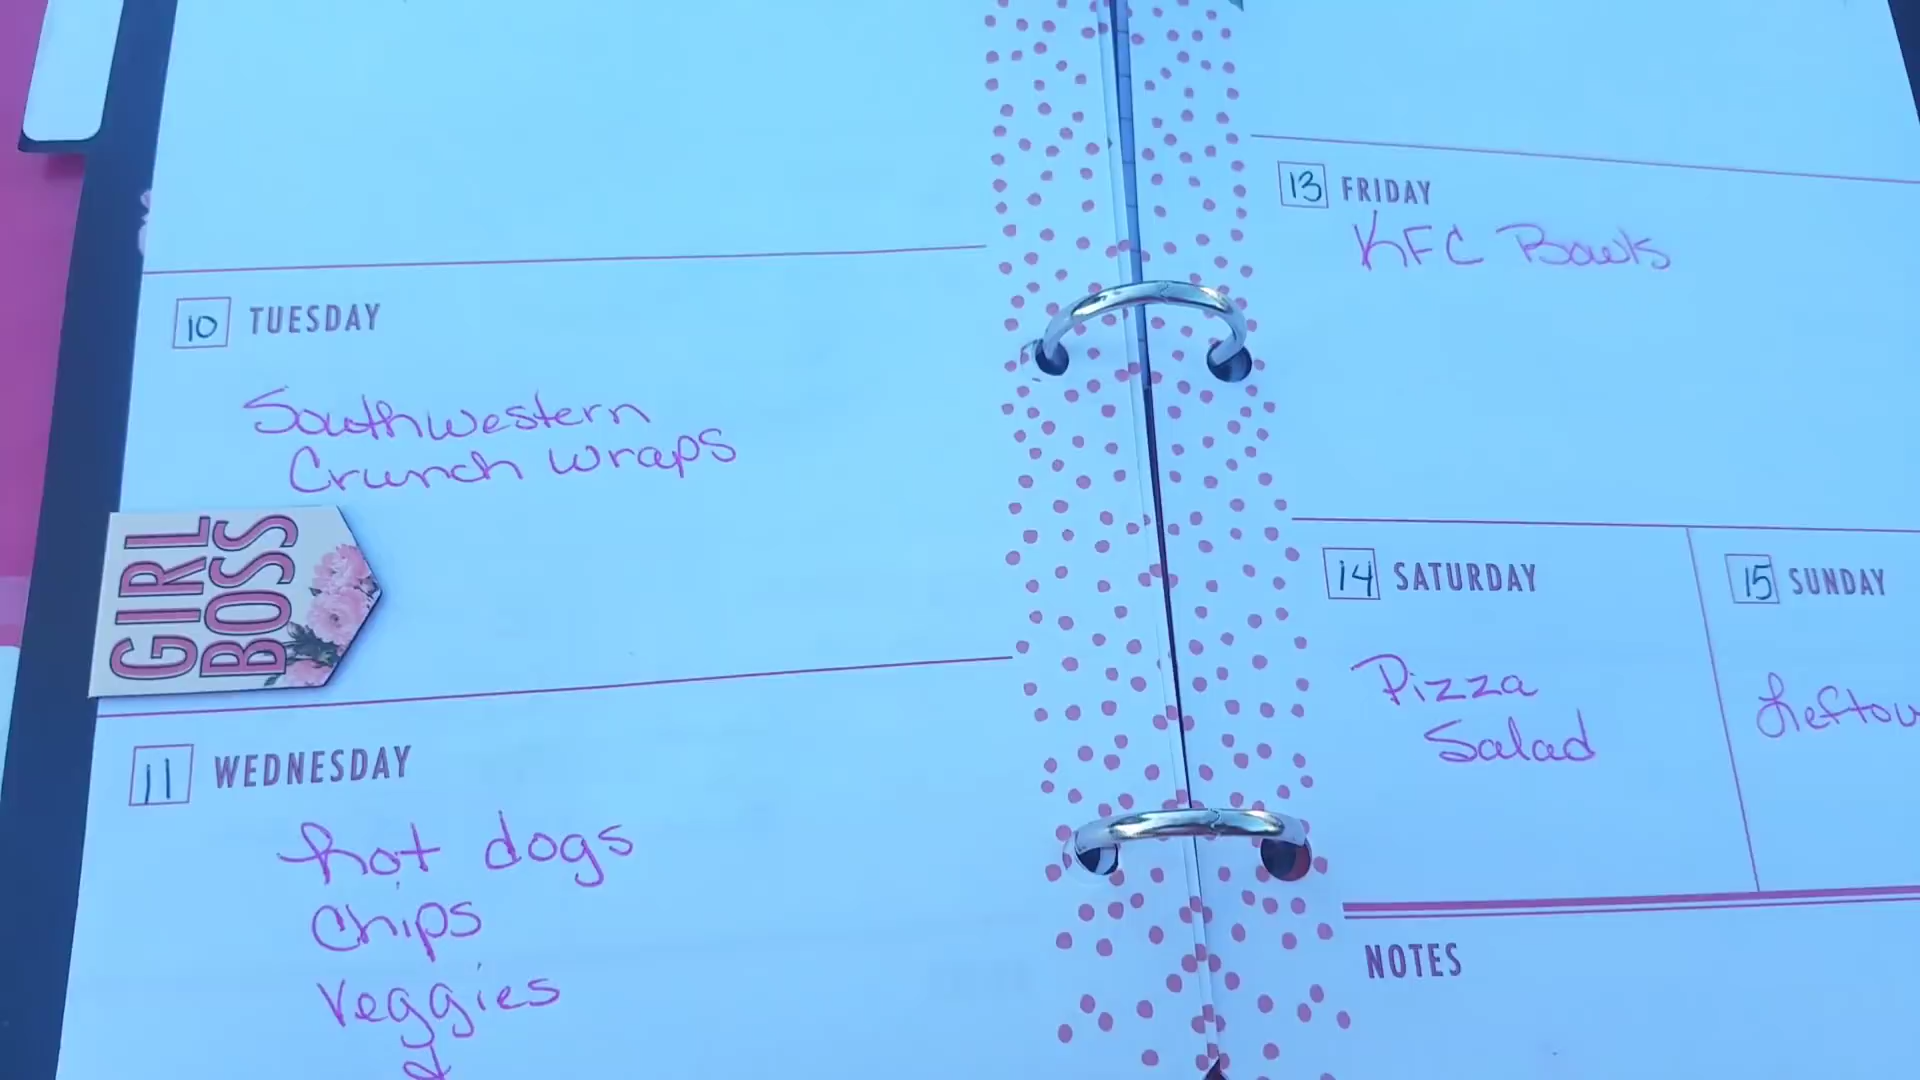 10 TUESDAY
Southwestern
Crunch wraps
GIRL
BOSS
11 WEDNESDAY
hot dogs
Chips
Veggies
13 FRIDAY
KFC Bowls
14 SATURDAY
Pizza
Salad
15 SUNDAY
NOTES